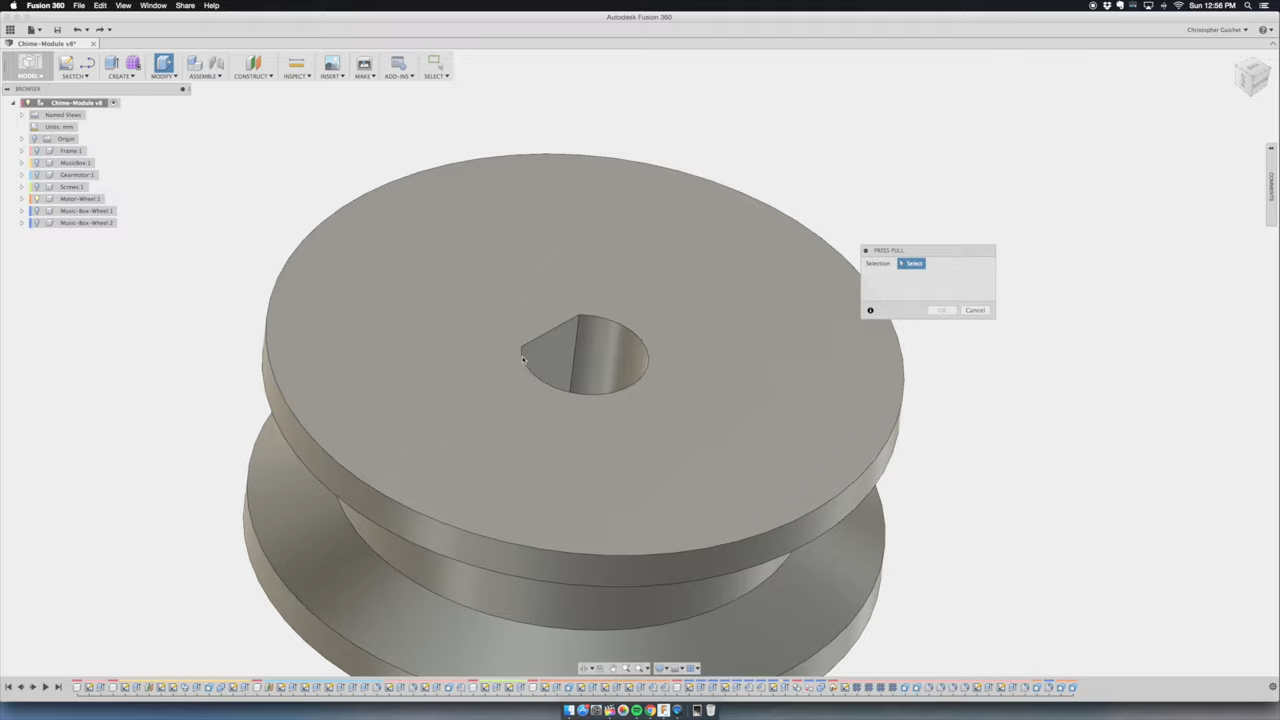 Fusion 360 File Edit View Window Share Help
Sun 12:56 PM
Autodesk Fusion 360
Christopher Guichet
Chime-Module v8*
MODEL SKETCH CREATE MODIFY ASSEMBLE CONSTRUCT INSPECT INSERT MAKE ADD-INS SELECT
BROWSER
Chime-Module v8
Named Views
Units: mm
Origin
Frame:1
MusicBox:1
Gearmotor:1
Screws:1
Motor-Wheel:1
Music-Box-Wheel:1
Music-Box-Wheel:2
PRESS PULL
Selection Select
OK Cancel
COMMENTS